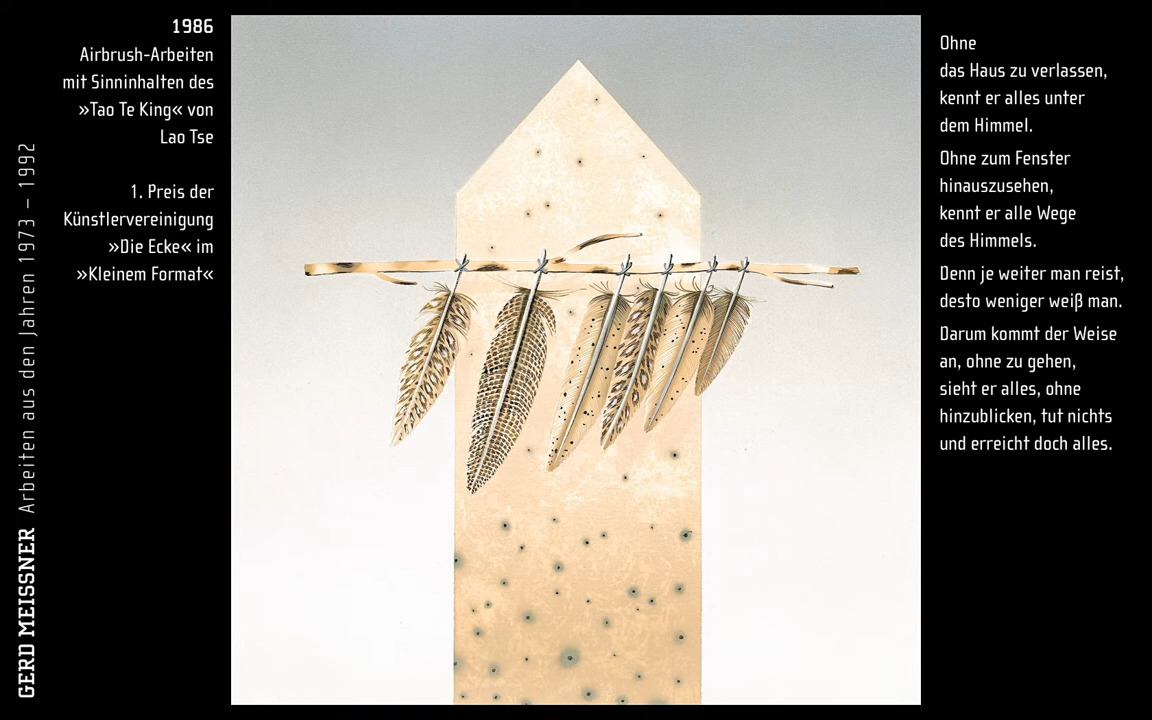 GERD MEISSNER Arbeiten aus den Jahren 1973 – 1992
1986
Airbrush-Arbeiten
mit Sinninhalten des
»Tao Te King« von
Lao Tse
1. Preis der
Künstlervereinigung
»Die Ecke« im
»Kleinem Format«
Ohne
das Haus zu verlassen,
kennt er alles unter
dem Himmel.
Ohne zum Fenster
hinauszusehen,
kennt er alle Wege
des Himmels.
Denn je weiter man reist,
desto weniger weiß man.
Darum kommt der Weise
an, ohne zu gehen,
sieht er alles, ohne
hinzublicken, tut nichts
und erreicht doch alles.